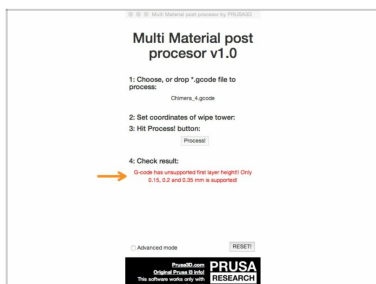 Multi Material post procesor by PRUSA3D
Multi Material post
procesor v1.0
1: Choose, or drop *.gcode file to
process:
Chimera_4.gcode
2: Set coordinates of wipe tower:
3: Hit Process! button:
Process!
4: Check result:
G-code has unsupported first layer height!! Only
0.15, 0.2 and 0.35 mm is supported!
Advanced mode
RESET!
Prusa3D.com
Original Prusa i3 info!
This software works only with
PRUSA
RESEARCH